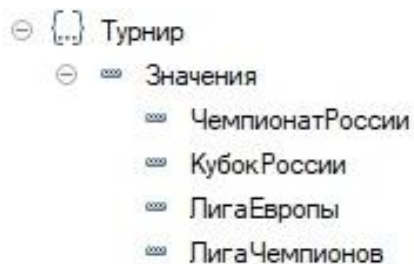 Турнир
Значения
ЧемпионатРоссии
КубокРоссии
ЛигаЕвропы
ЛигаЧемпионов